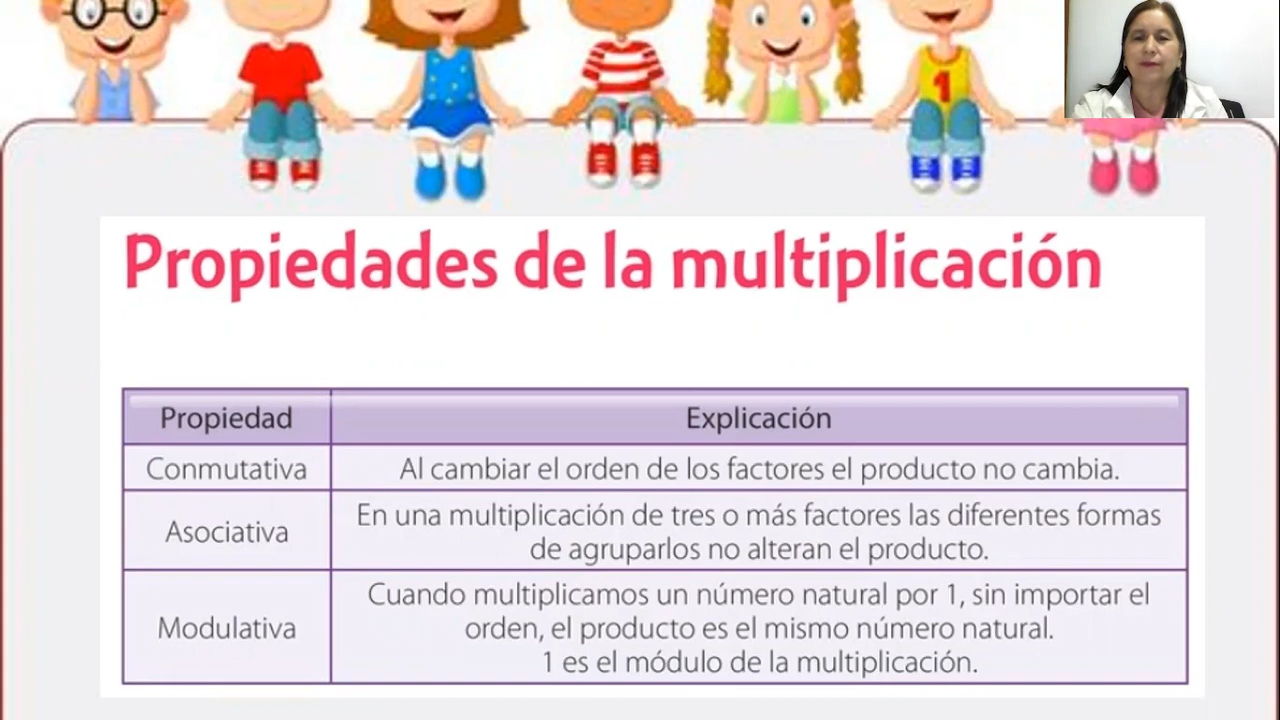 1
Propiedades de la multiplicación
Propiedad Explicación
Conmutativa Al cambiar el orden de los factores el producto no cambia.
Asociativa En una multiplicación de tres o más factores las diferentes formas
de agruparlos no alteran el producto.
Modulativa Cuando multiplicamos un número natural por 1, sin importar el
orden, el producto es el mismo número natural.
1 es el módulo de la multiplicación.